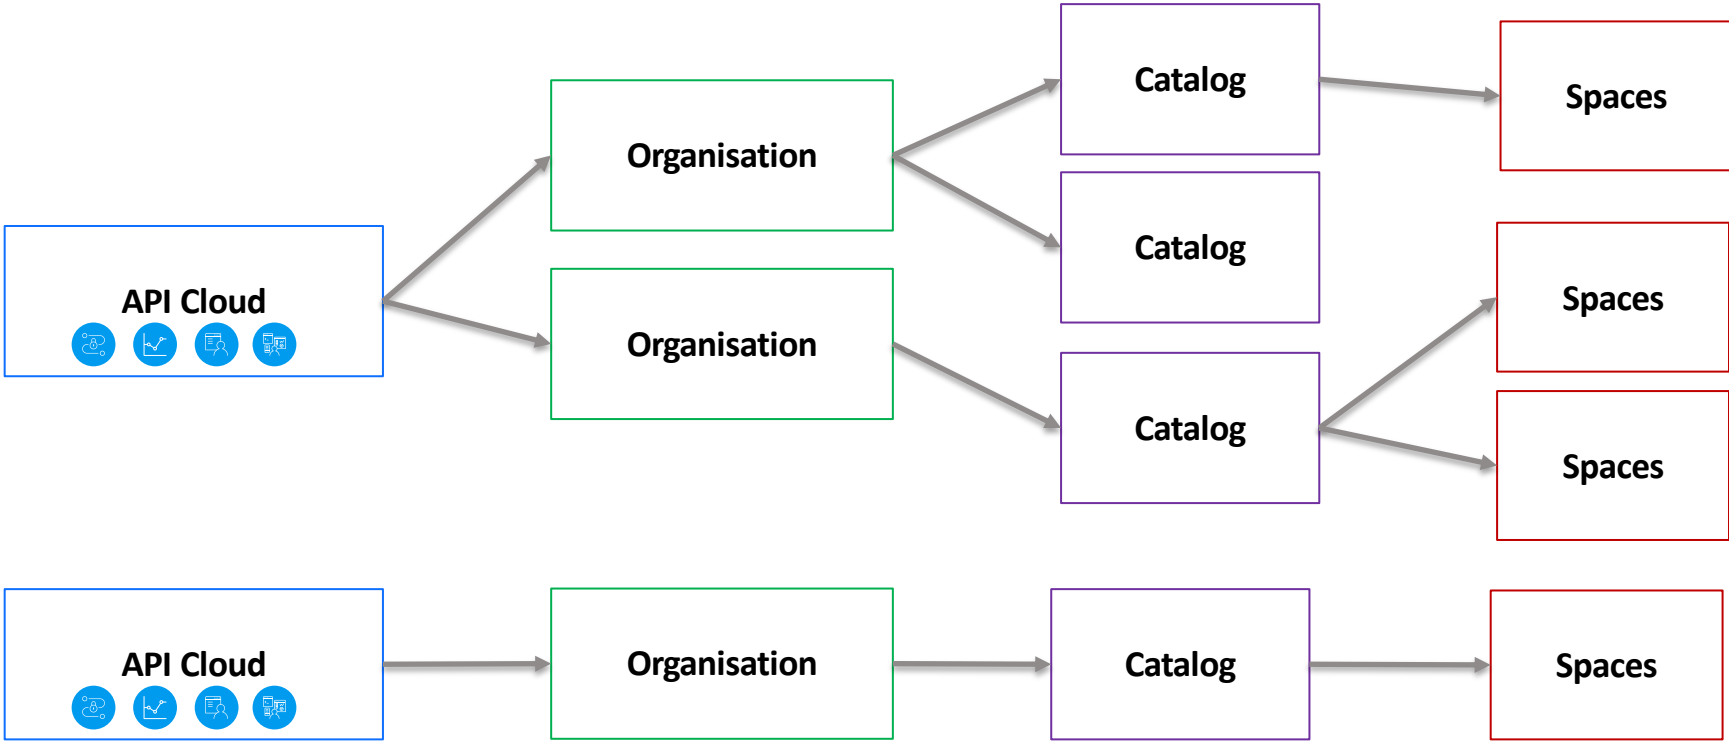 Catalog
Spaces
Organisation
Catalog
API Cloud
Spaces
Organisation
Catalog
Spaces
API Cloud
Organisation
Catalog
Spaces